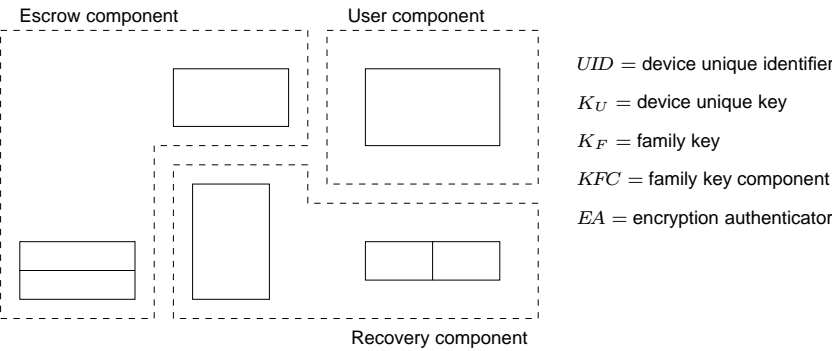 Escrow component
User component
UID = device unique identifier
K_U = device unique key
K_F = family key
KFC = family key component
EA = encryption authenticator
Recovery component